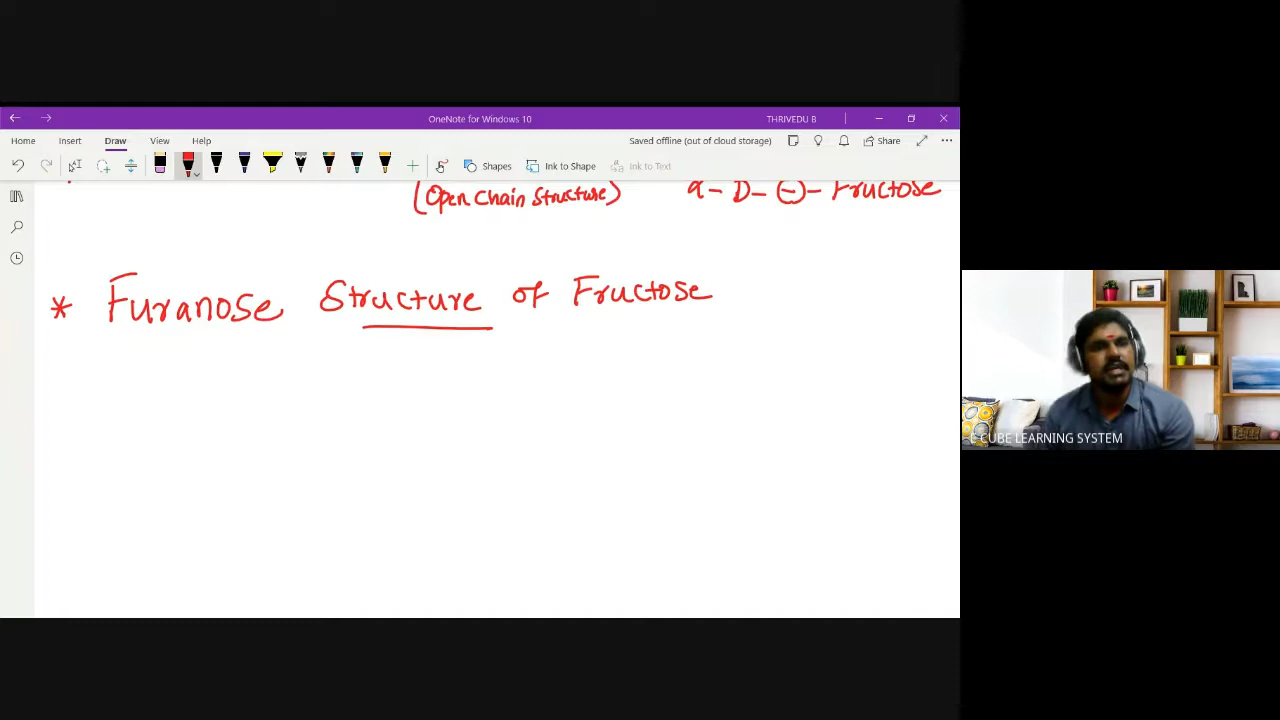 OneNote for Windows 10
THRIVEDU B
Home Insert Draw View Help
Saved offline (out of cloud storage)
Share
Shapes
Ink to Shape
Ink to Text
(Open Chain Structure) α- D- (-)- Fructose
* Furanose Structure of Fructose
C CUBE LEARNING SYSTEM